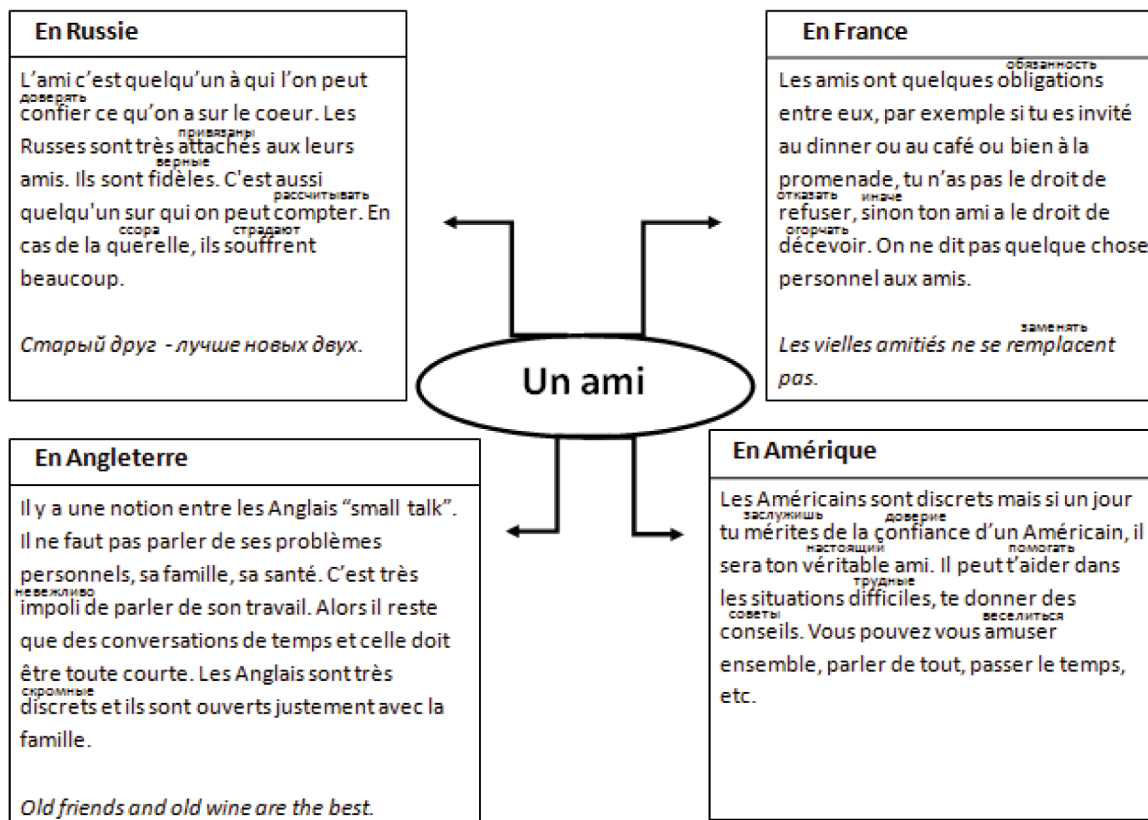 En Russie
L'ami c'est quelqu'un à qui l'on peut
доверять
confier ce qu'on a sur le coeur. Les
привязаны
Russes sont très attachés aux leurs
верные
amis. Ils sont fidèles. C'est aussi
рассчитывать
quelqu'un sur qui on peut compter. En
ссора страдают
cas de la querelle, ils souffrent
beaucoup.
Старый друг - лучше новых двух.
En France
обязанность
Les amis ont quelques obligations
entre eux, par exemple si tu es invité
au dinner ou au café ou bien à la
promenade, tu n'as pas le droit de
отказать иначе
refuser, sinon ton ami a le droit de
огорчать
décevoir. On ne dit pas quelque chose
personnel aux amis.
заменять
Les vielles amitiés ne se remplacent
pas.
Un ami
En Angleterre
Il y a une notion entre les Anglais “small talk”.
Il ne faut pas parler de ses problèmes
personnels, sa famille, sa santé. C'est très
невежливо
impoli de parler de son travail. Alors il reste
que des conversations de temps et celle doit
être toute courte. Les Anglais sont très
скромные
discrets et ils sont ouverts justement avec la
famille.
Old friends and old wine are the best.
En Amérique
Les Américains sont discrets mais si un jour
заслужишь доверие
tu mérites de la confiance d'un Américain, il
настоящий помогать
sera ton véritable ami. Il peut t'aider dans
трудные
les situations difficiles, te donner des
советы веселиться
conseils. Vous pouvez vous amuser
ensemble, parler de tout, passer le temps,
etc.